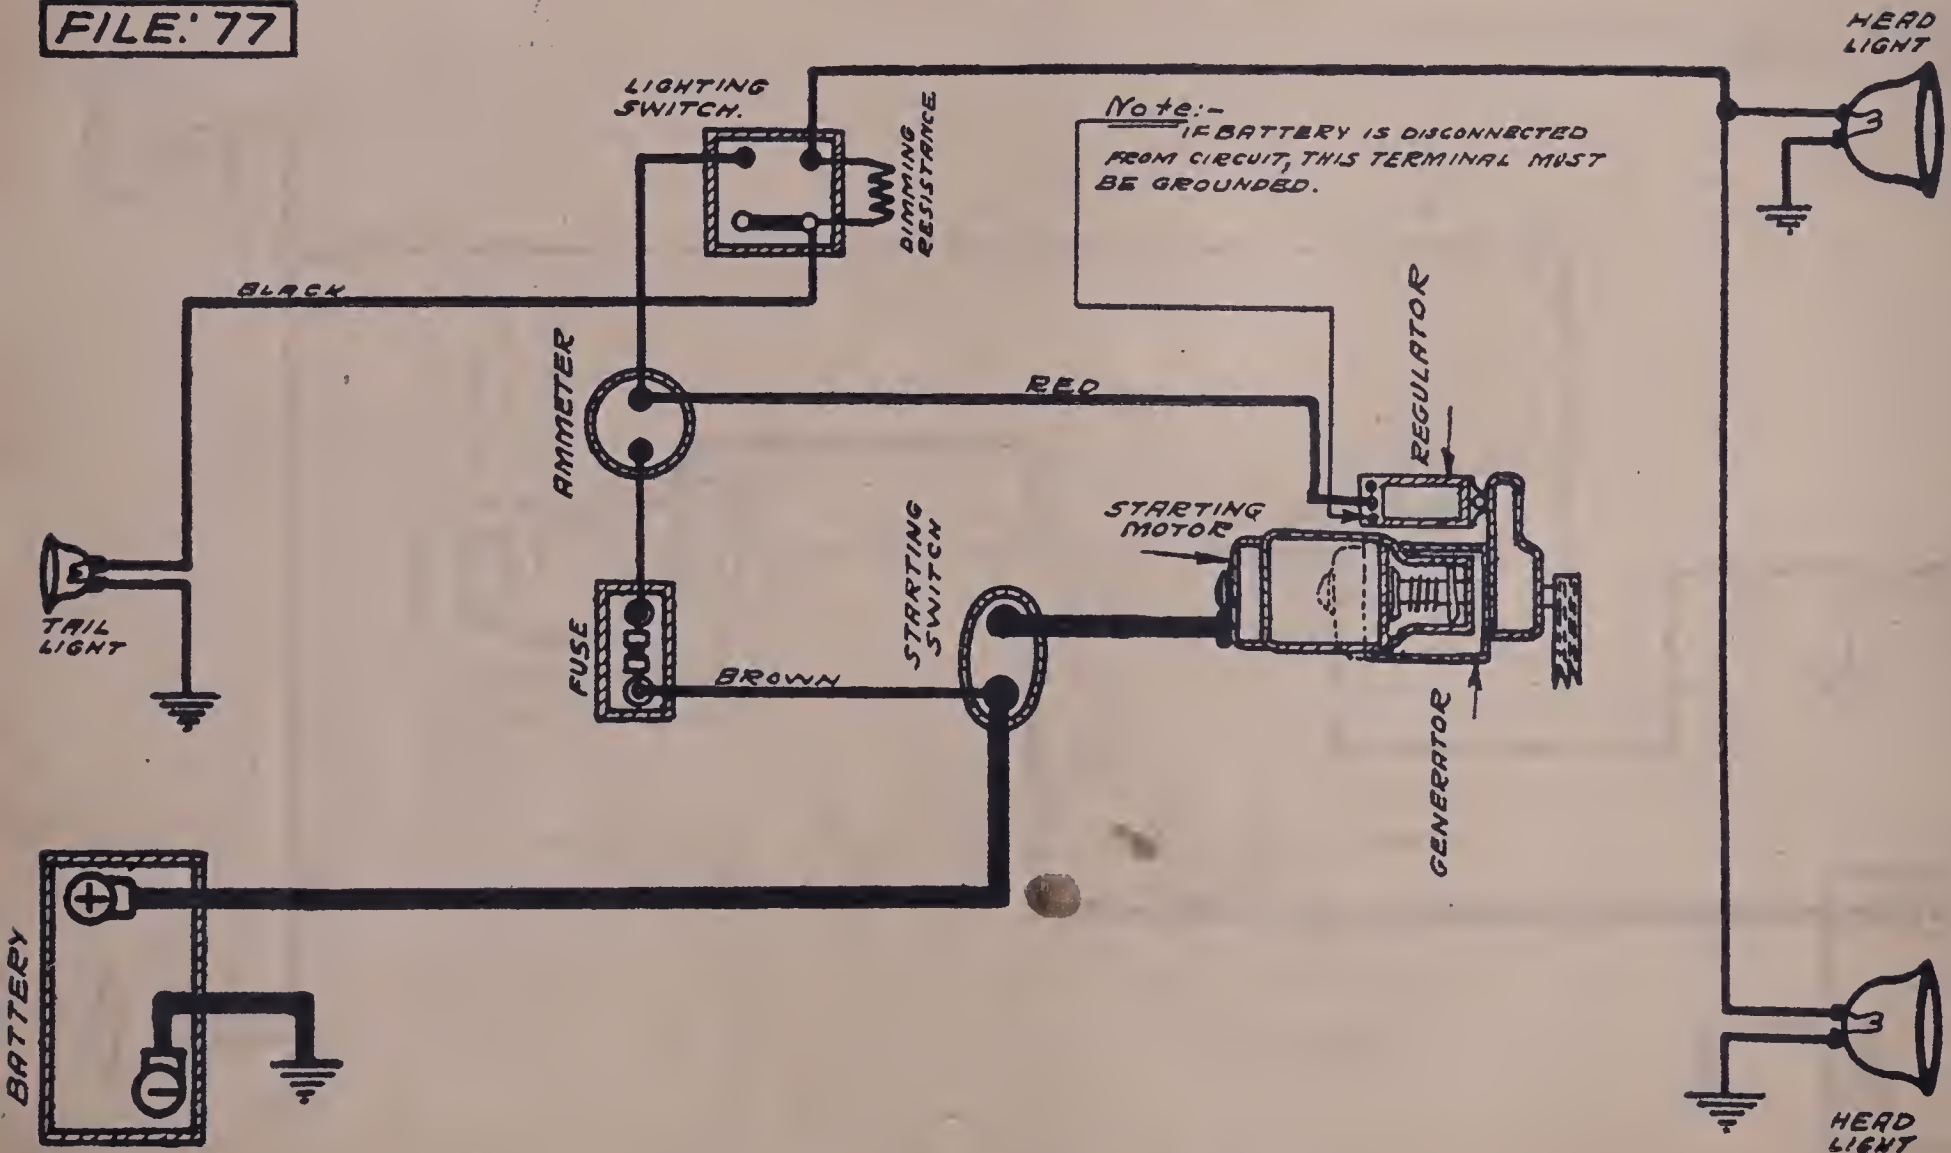 FILE: 77
HEAD
LIGHT
LIGHTING
SWITCH.
DIMMING
RESISTANCE
Note:-
IF BATTERY IS DISCONNECTED
FROM CIRCUIT, THIS TERMINAL MUST
BE GROUNDED.
BLACK
AMMETER
RED
REGULATOR
STARTING
MOTOR
STARTING
SWITCH
TAIL
LIGHT
FUSE
BROWN
GENERATOR
BATTERY
+
-
HEAD
LIGHT